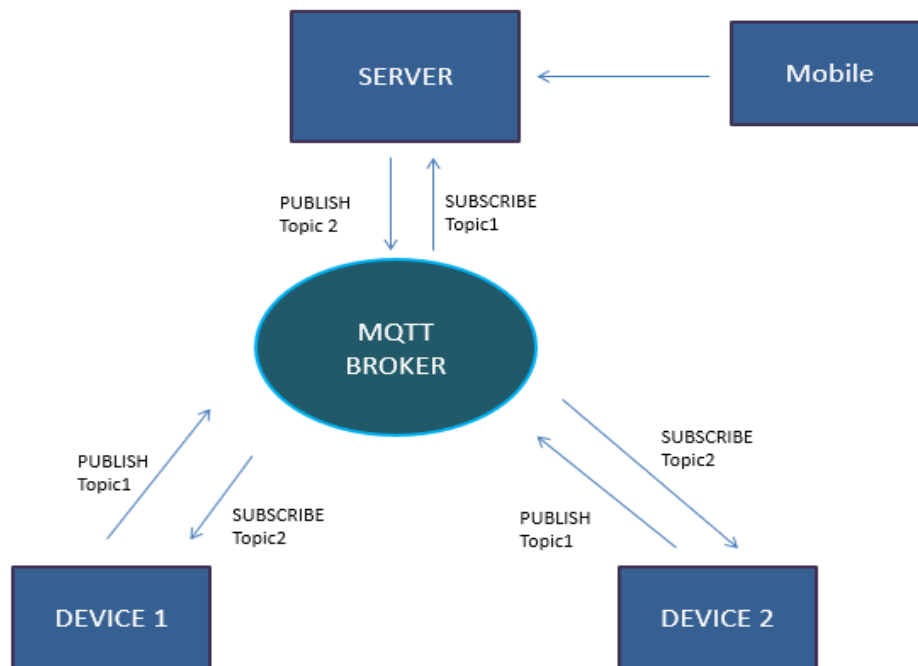 SERVER
Mobile
PUBLISH
Topic 2
SUBSCRIBE
Topic1
MQTT
BROKER
PUBLISH
Topic1
SUBSCRIBE
Topic2
SUBSCRIBE
Topic2
PUBLISH
Topic1
DEVICE 1
DEVICE 2